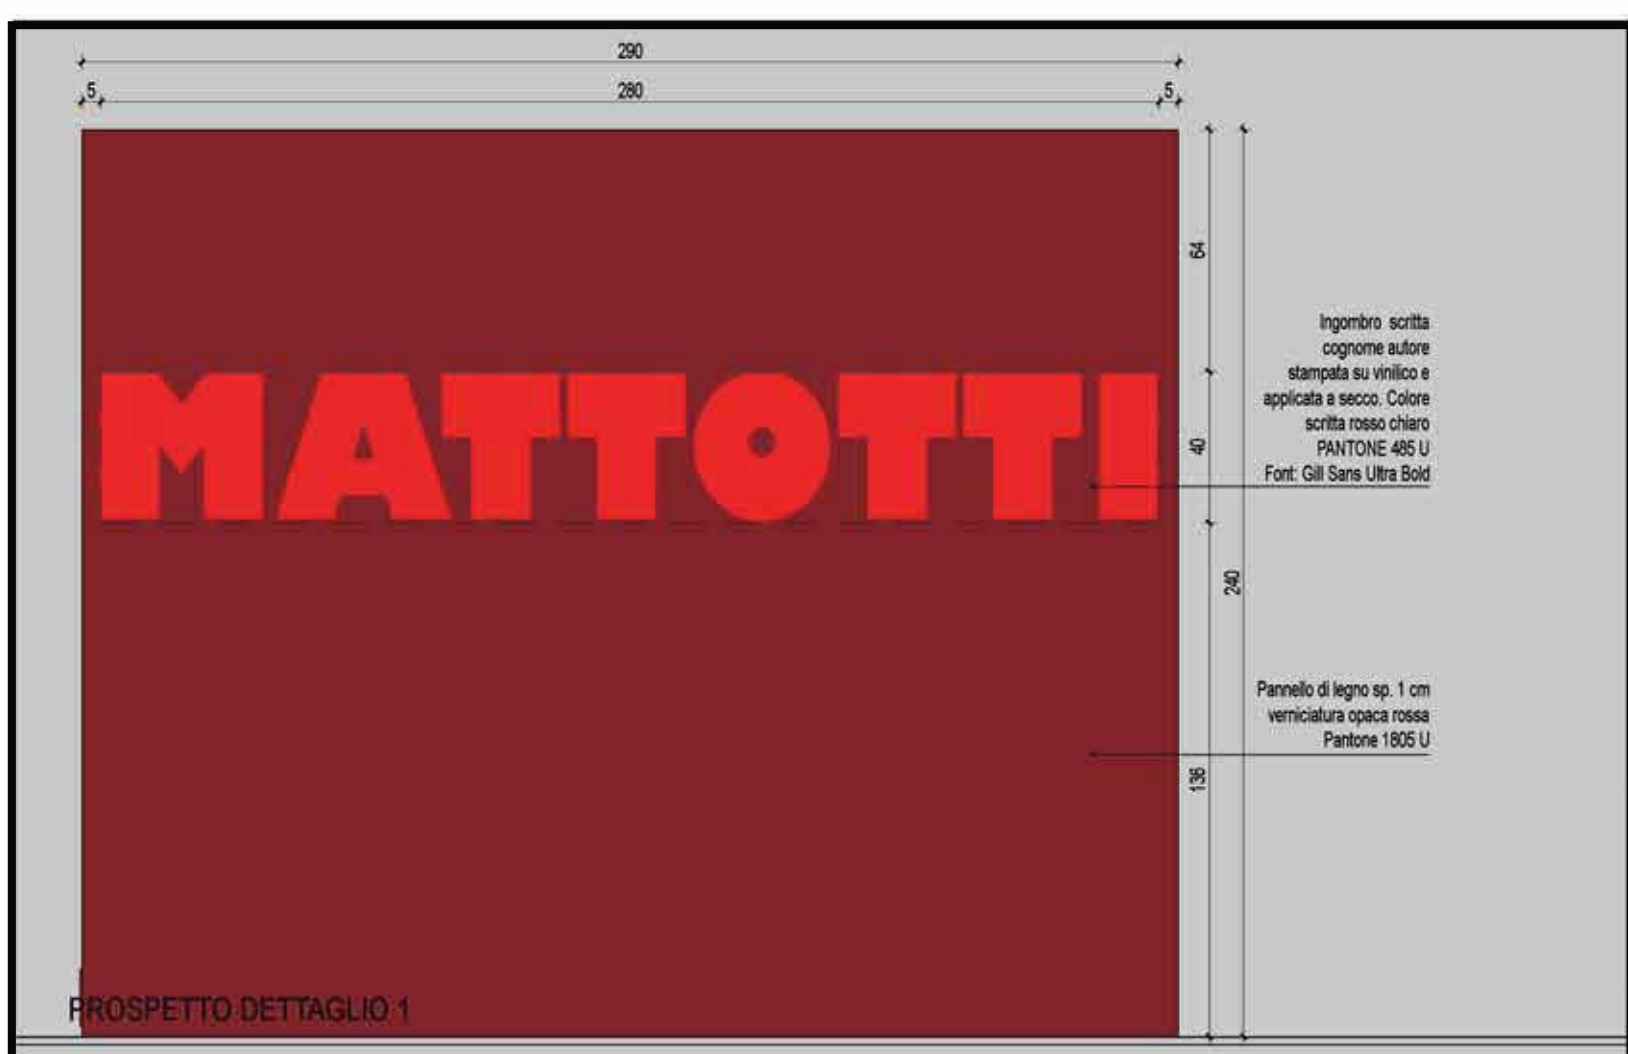 290
5 280 5
64
MATTOTTI
Ingombro scritta
cognome autore
stampata su vinilico e
applicata a secco. Colore
scritta rosso chiaro
PANTONE 485 U
Font: Gill Sans Ultra Bold
40
240
Pannello di legno sp. 1 cm
verniciatura opaca rossa
Pantone 1805 U
136
PROSPETTO DETTAGLIO 1